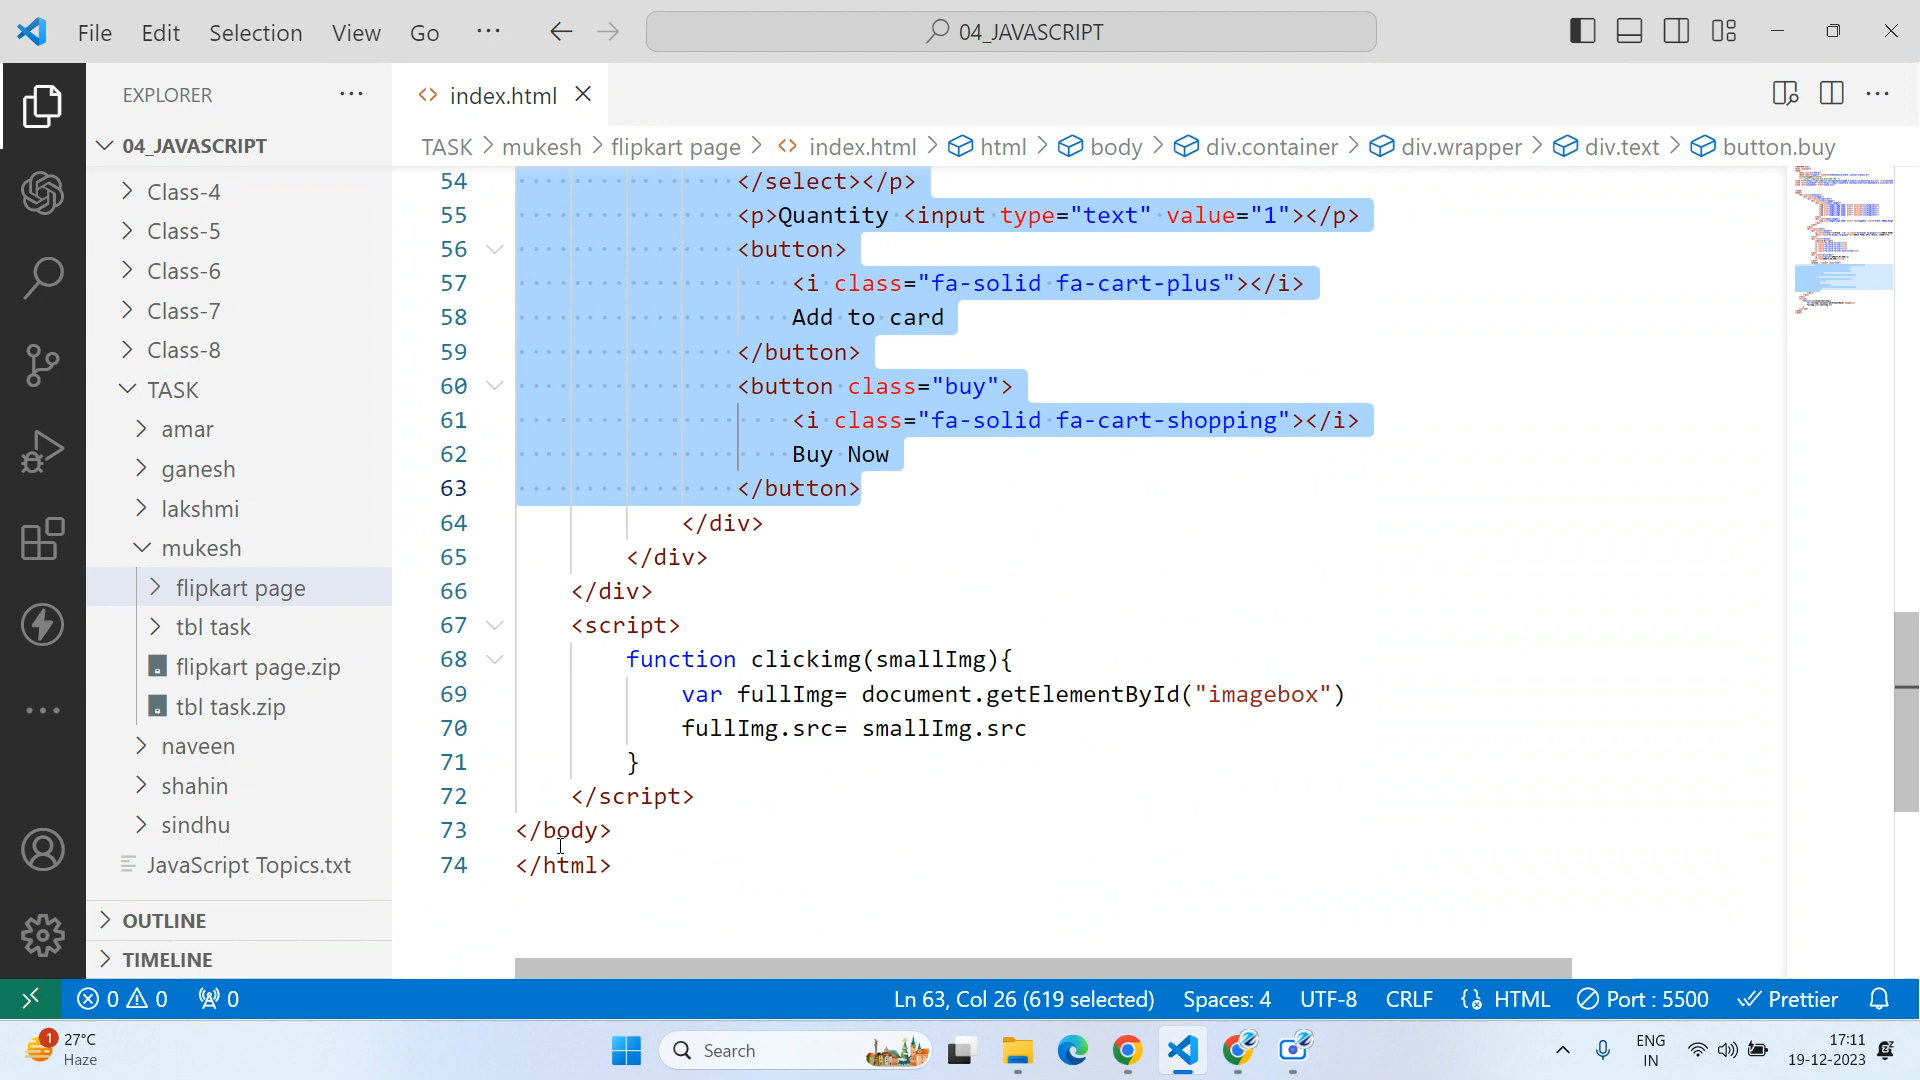 File Edit Selection View Go ··· 04_JAVASCRIPT
EXPLORER ···
index.html
04_JAVASCRIPT
TASK > mukesh > flipkart page > index.html > html > body > div.container > div.wrapper > div.text > button.buy
Class-4
Class-5
Class-6
Class-7
Class-8
TASK
amar
ganesh
lakshmi
mukesh
flipkart page
tbl task
flipkart page.zip
tbl task.zip
naveen
shahin
sindhu
JavaScript Topics.txt
OUTLINE
TIMELINE
54 </select></p>
55 <p>Quantity <input type="text" value="1"></p>
56 <button>
57 <i class="fa-solid fa-cart-plus"></i>
58 Add to card
59 </button>
60 <button class="buy">
61 <i class="fa-solid fa-cart-shopping"></i>
62 Buy Now
63 </button>
64 </div>
65 </div>
66 </div>
67 <script>
68 function clickimg(smallImg){
69 var fullImg= document.getElementById("imagebox")
70 fullImg.src= smallImg.src
71 }
72 </script>
73 </body>
74 </html>
0 0 0 Ln 63, Col 26 (619 selected) Spaces: 4 UTF-8 CRLF HTML Port : 5500 Prettier
1 27°C
Haze
Search
ENG
IN
17:11
19-12-2023